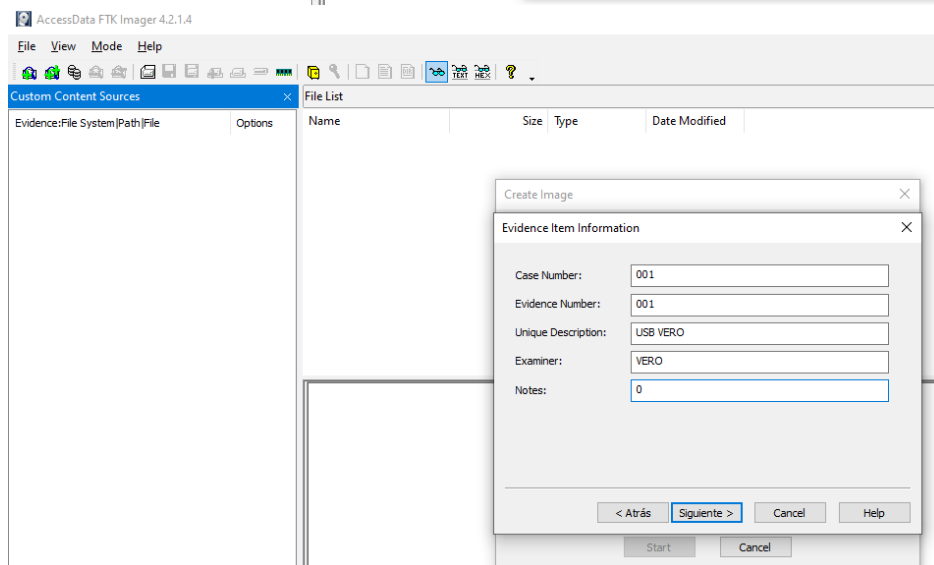 AccessData FTK Imager 4.2.1.4
File View Mode Help
TEXT HEX ?
Custom Content Sources × File List
Evidence:File System|Path|File Options Name Size Type Date Modified
Create Image
Evidence Item Information
Case Number: 001
Evidence Number: 001
Unique Description: USB VERO
Examiner: VERO
Notes: 0
< Atrás Siguiente > Cancel Help
Start Cancel